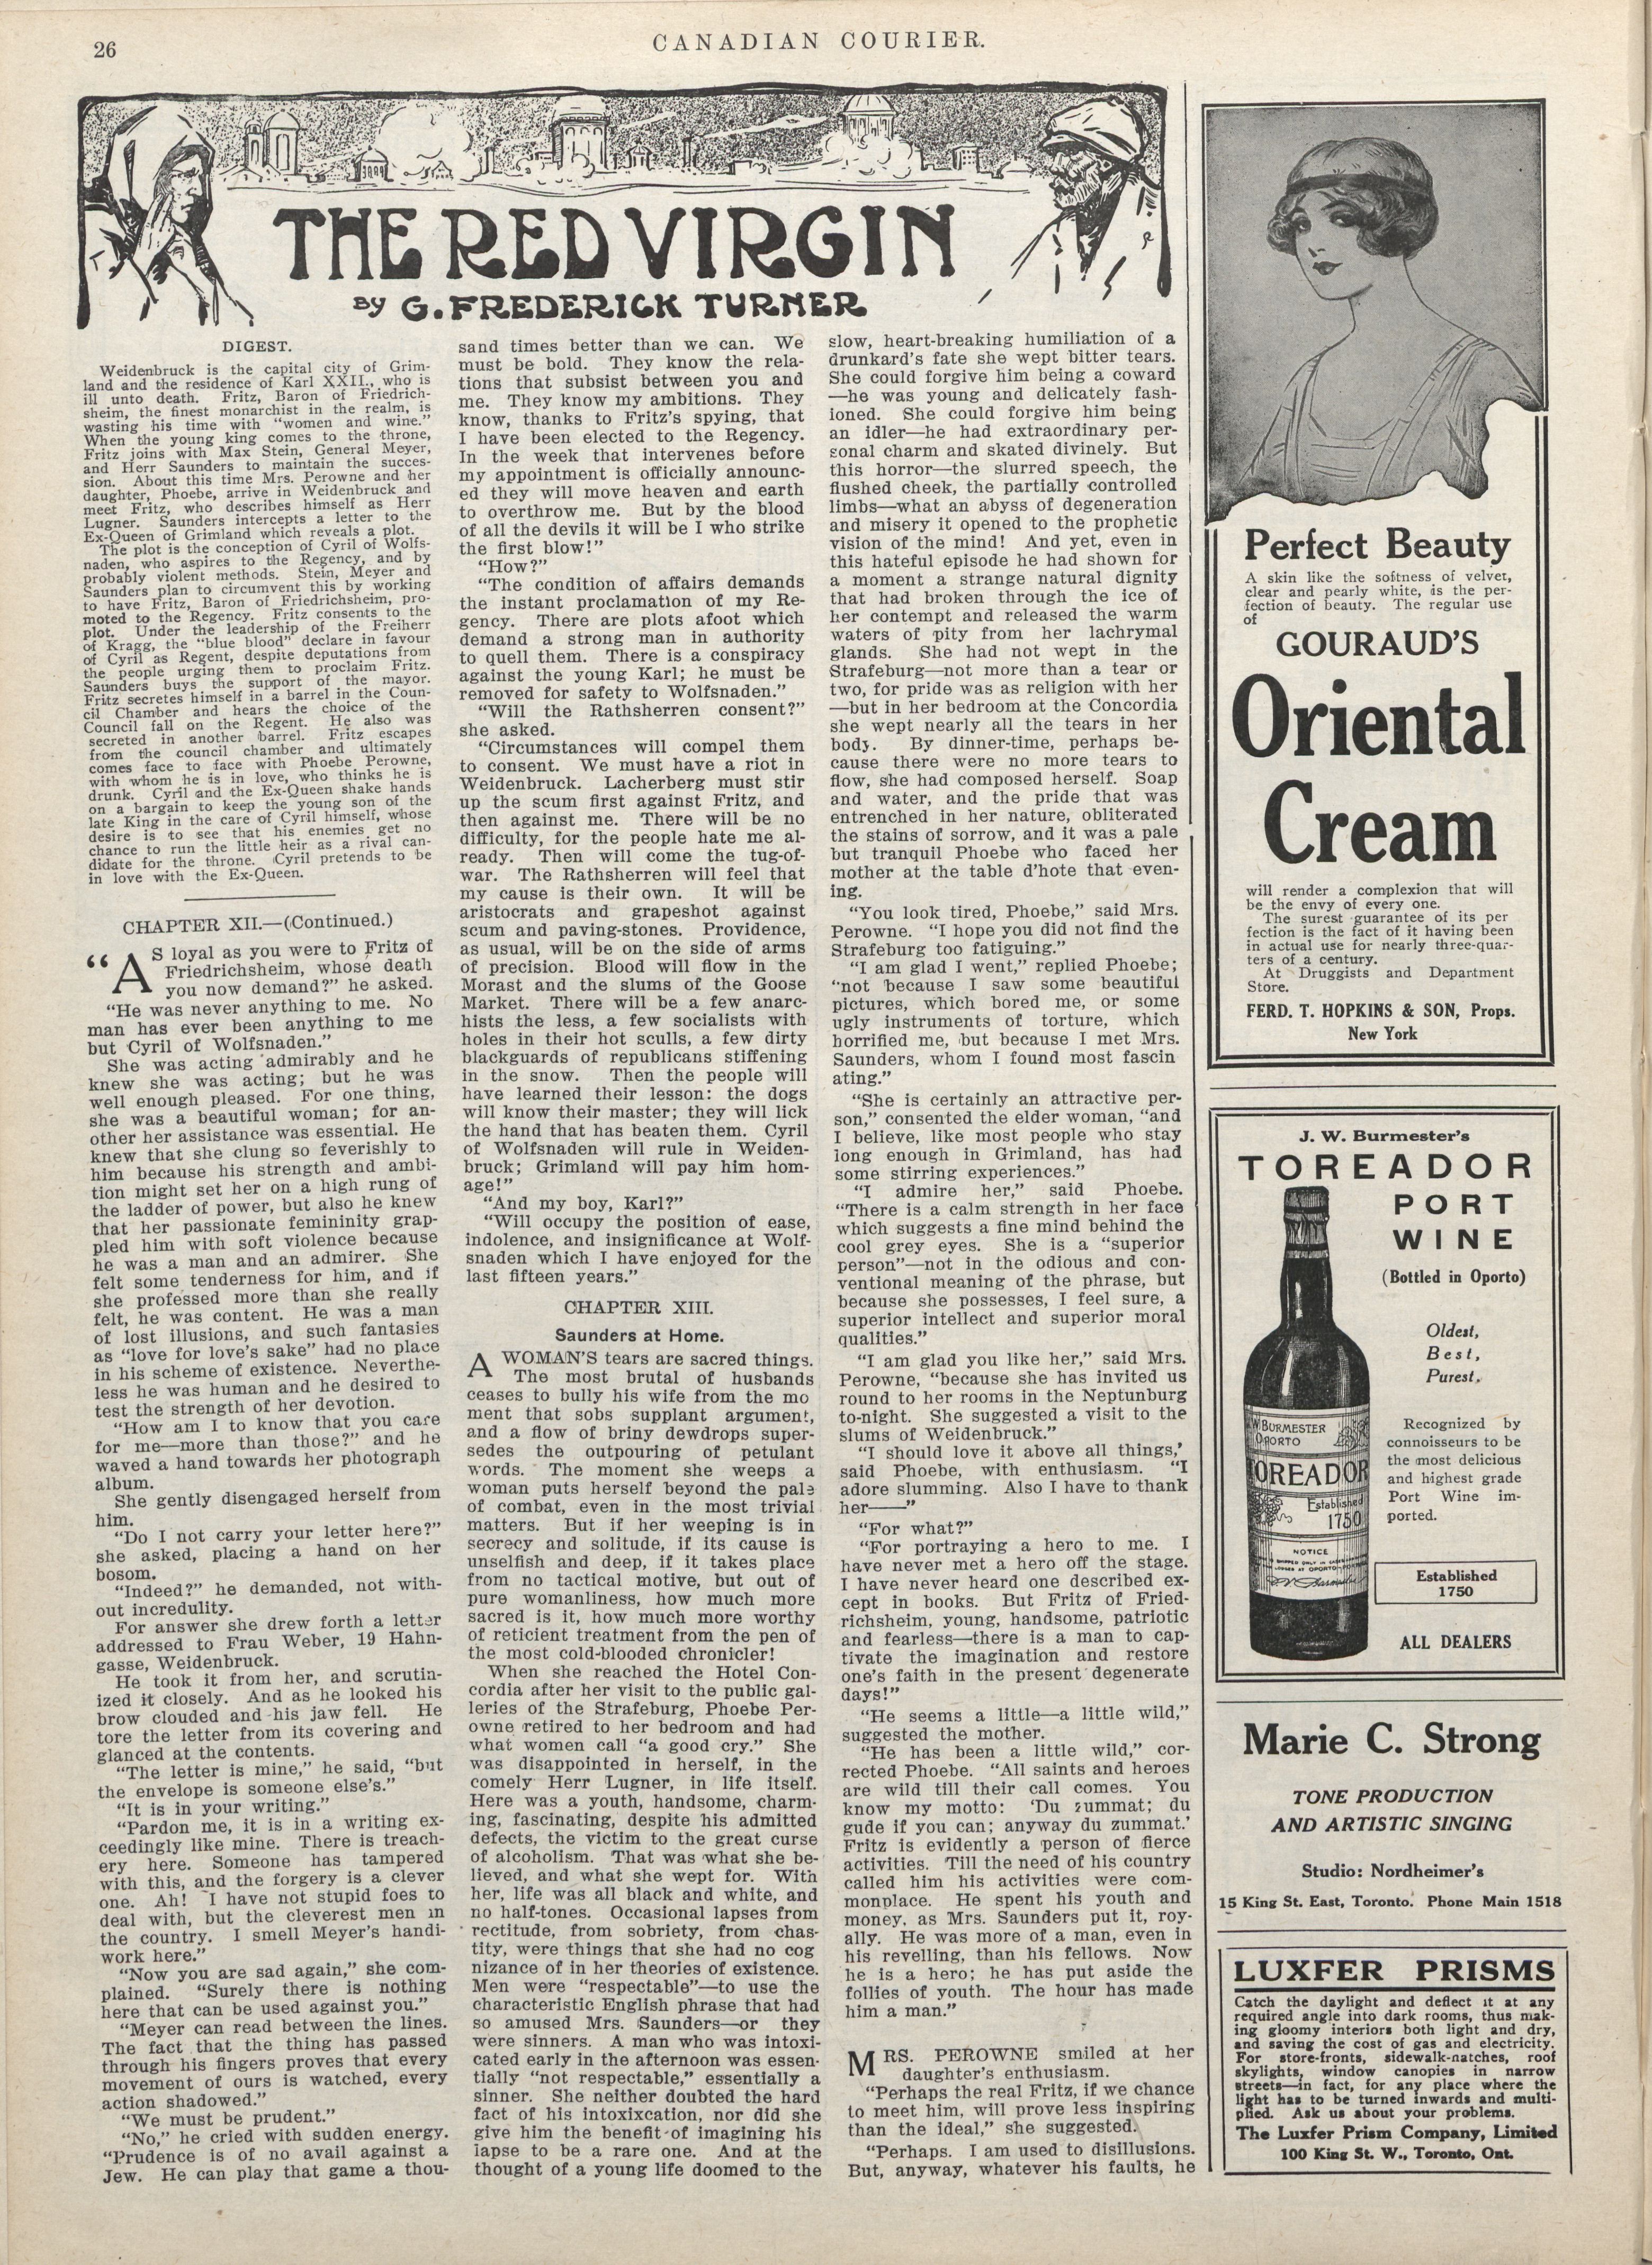 26
CANADIAN COURIER.
THE RED VIRGIN
BY G. FREDERICK TURNER
DIGEST.
Weidenbruck is the capital city of Grim-
land and the residence of Karl XXII., who is
ill unto death. Fritz, Baron of Friedrich-
sheim, the finest monarchist in the realm, is
wasting his time with "women and wine."
When the young king comes to the throne,
Fritz joins with Max Stein, General Meyer,
and Herr Saunders to maintain the succes-
sion. About this time Mrs. Perowne and her
daughter, Phoebe, arrive in Weidenbruck and
meet Fritz, who describes himself as Herr
Lugner. Saunders intercepts a letter to the
Ex-Queen of Grimland which reveals a plot.
The plot is the conception of Cyril of Wolfs-
naden, who aspires to the Regency, and by
probably violent methods. Stein, Meyer and
Saunders plan to circumvent this by working
to have Fritz, Baron of Friedrichsheim, pro-
moted to the Regency. Fritz consents to the
plot. Under the leadership of the Freiherr
of Kragg, the "blue blood" declare in favour
of Cyril as Regent, despite deputations from
the people urging them to proclaim Fritz.
Saunders buys the support of the mayor.
Fritz secretes himself in a barrel in the Coun-
cil Chamber and hears the choice of the
Council fall on the Regent. He also was
secreted in another barrel. Fritz escapes
from the council chamber and ultimately
comes face to face with Phoebe Perowne,
with whom he is in love, who thinks he is
drunk. Cyril and the Ex-Queen shake hands
on a bargain to keep the young son of the
late King in the care of Cyril himself, whose
desire is to see that his enemies get no
chance to run the little heir as a rival can-
didate for the throne. Cyril pretends to be
in love with the Ex-Queen.
CHAPTER XII.—(Continued.)
"AS loyal as you were to Fritz of
Friedrichsheim, whose death
you now demand?" he asked.
"He was never anything to me. No
man has ever been anything to me
but Cyril of Wolfsnaden."
She was acting admirably and he
knew she was acting; but he was
well enough pleased. For one thing,
she was a beautiful woman; for an-
other her assistance was essential. He
knew that she clung so feverishly to
him because his strength and ambi-
tion might set her on a high rung of
the ladder of power, but also he knew
that her passionate femininity grap-
pled him with soft violence because
he was a man and an admirer. She
felt some tenderness for him, and if
she professed more than she really
felt, he was content. He was a man
of lost illusions, and such fantasies
as "love for love's sake" had no place
in his scheme of existence. Neverthe-
less he was human and he desired to
test the strength of her devotion.
"How am I to know that you care
for me—more than those?" and he
waved a hand towards her photograph
album.
She gently disengaged herself from
him.
"Do I not carry your letter here?"
she asked, placing a hand on her
bosom.
"Indeed?" he demanded, not with-
out incredulity.
For answer she drew forth a letter
addressed to Frau Weber, 19 Hahn-
gasse, Weidenbruck.
He took it from her, and scrutin-
ized it closely. And as he looked his
brow clouded and his jaw fell. He
tore the letter from its covering and
glanced at the contents.
"The letter is mine," he said, "but
the envelope is someone else's."
"It is in your writing."
"Pardon me, it is in a writing ex-
ceedingly like mine. There is treach-
ery here. Someone has tampered
with this, and the forgery is a clever
one. Ah! I have not stupid foes to
deal with, but the cleverest men in
the country. I smell Meyer's handi-
work here."
"Now you are sad again," she com-
plained. "Surely there is nothing
here that can be used against you."
"Meyer can read between the lines.
The fact that the thing has passed
through his fingers proves that every
movement of ours is watched, every
action shadowed."
"We must be prudent."
"No," he cried with sudden energy.
"Prudence is of no avail against a
Jew. He can play that game a thou-
sand times better than we can. We
must be bold. They know the rela-
tions that subsist between you and
me. They know my ambitions. They
know, thanks to Fritz's spying, that
I have been elected to the Regency.
In the week that intervenes before
my appointment is officially announc-
ed they will move heaven and earth
to overthrow me. But by the blood
of all the devils it will be I who strike
the first blow!"
"How?"
"The condition of affairs demands
the instant proclamation of my Re-
gency. There are plots afoot which
demand a strong man in authority
to quell them. There is a conspiracy
against the young Karl; he must be
removed for safety to Wolfsnaden."
"Will the Rathsherren consent?"
she asked.
"Circumstances will compel them
to consent. We must have a riot in
Weidenbruck. Lacherberg must stir
up the scum first against Fritz, and
then against me. There will be no
difficulty, for the people hate me al-
ready. Then will come the tug-of-
war. The Rathsherren will feel that
my cause is their own. It will be
aristocrats and grapeshot against
scum and paving-stones. Providence,
as usual, will be on the side of arms
of precision. Blood will flow in the
Morast and the slums of the Goose
Market. There will be a few anarc-
hists the less, a few socialists with
holes in their hot sculls, a few dirty
blackguards of republicans stiffening
in the snow. Then the people will
have learned their lesson: the dogs
will know their master; they will lick
the hand that has beaten them. Cyril
of Wolfsnaden will rule in Weiden-
bruck; Grimland will pay him hom-
age!"
"And my boy, Karl?"
"Will occupy the position of ease,
indolence, and insignificance at Wolf-
snaden which I have enjoyed for the
last fifteen years."
CHAPTER XIII.
Saunders at Home.
A WOMAN'S tears are sacred things.
The most brutal of husbands
ceases to bully his wife from the mo
ment that sobs supplant argument,
and a flow of briny dewdrops super-
sedes the outpouring of petulant
words. The moment she weeps a
woman puts herself beyond the pale
of combat, even in the most trivial
matters. But if her weeping is in
secrecy and solitude, if its cause is
unselfish and deep, if it takes place
from no tactical motive, but out of
pure womanliness, how much more
sacred is it, how much more worthy
of reticient treatment from the pen of
the most cold-blooded chronicler!
When she reached the Hotel Con-
cordia after her visit to the public gal-
leries of the Strafeburg, Phoebe Per-
owne retired to her bedroom and had
what women call "a good cry." She
was disappointed in herself, in the
comely Herr Lugner, in life itself.
Here was a youth, handsome, charm-
ing, fascinating, despite his admitted
defects, the victim to the great curse
of alcoholism. That was what she be-
lieved, and what she wept for. With
her, life was all black and white, and
no half-tones. Occasional lapses from
rectitude, from sobriety, from chas-
tity, were things that she had no cog
nizance of in her theories of existence.
Men were "respectable"—to use the
characteristic English phrase that had
so amused Mrs. Saunders—or they
were sinners. A man who was intoxi-
cated early in the afternoon was essen-
tially "not respectable," essentially a
sinner. She neither doubted the hard
fact of his intoxixcation, nor did she
give him the benefit of imagining his
lapse to be a rare one. And at the
thought of a young life doomed to the
slow, heart-breaking humiliation of a
drunkard's fate she wept bitter tears.
She could forgive him being a coward
—he was young and delicately fash-
ioned. She could forgive him being
an idler—he had extraordinary per-
sonal charm and skated divinely. But
this horror—the slurred speech, the
flushed cheek, the partially controlled
limbs—what an abyss of degeneration
and misery it opened to the prophetic
vision of the mind! And yet, even in
this hateful episode he had shown for
a moment a strange natural dignity
that had broken through the ice of
her contempt and released the warm
waters of pity from her lachrymal
glands. She had not wept in the
Strafeburg—not more than a tear or
two, for pride was as religion with her
—but in her bedroom at the Concordia
she wept nearly all the tears in her
body. By dinner-time, perhaps be-
cause there were no more tears to
flow, she had composed herself. Soap
and water, and the pride that was
entrenched in her nature, obliterated
the stains of sorrow, and it was a pale
but tranquil Phoebe who faced her
mother at the table d'hote that even-
ing.
"You look tired, Phoebe," said Mrs.
Perowne. "I hope you did not find the
Strafeburg too fatiguing."
"I am glad I went," replied Phoebe;
"not because I saw some beautiful
pictures, which bored me, or some
ugly instruments of torture, which
horrified me, but because I met Mrs.
Saunders, whom I found most fascin
ating."
"She is certainly an attractive per-
son," consented the elder woman, "and
I believe, like most people who stay
long enough in Grimland, has had
some stirring experiences."
"I admire her," said Phoebe.
"There is a calm strength in her face
which suggests a fine mind behind the
cool grey eyes. She is a "superior
person"—not in the odious and con-
ventional meaning of the phrase, but
because she possesses, I feel sure, a
superior intellect and superior moral
qualities."
"I am glad you like her," said Mrs.
Perowne, "because she has invited us
round to her rooms in the Neptunburg
to-night. She suggested a visit to the
slums of Weidenbruck."
"I should love it above all things,'
said Phoebe, with enthusiasm. "I
adore slumming. Also I have to thank
her——"
"For what?"
"For portraying a hero to me. I
have never met a hero off the stage.
I have never heard one described ex-
cept in books. But Fritz of Fried-
richsheim, young, handsome, patriotic
and fearless—there is a man to cap-
tivate the imagination and restore
one's faith in the present degenerate
days!"
"He seems a little—a little wild,"
suggested the mother.
"He has been a little wild," cor-
rected Phoebe. "All saints and heroes
are wild till their call comes. You
know my motto: 'Du zummat; du
gude if you can; anyway du zummat.'
Fritz is evidently a person of fierce
activities. Till the need of his country
called him his activities were com-
monplace. He spent his youth and
money, as Mrs. Saunders put it, roy-
ally. He was more of a man, even in
his revelling, than his fellows. Now
he is a hero; he has put aside the
follies of youth. The hour has made
him a man."
MRS. PEROWNE smiled at her
daughter's enthusiasm.
"Perhaps the real Fritz, if we chance
to meet him, will prove less inspiring
than the ideal," she suggested.
"Perhaps. I am used to disillusions.
But, anyway, whatever his faults, he
Perfect Beauty
A skin like the softness of velvet,
clear and pearly white, is the per-
fection of beauty. The regular use
of
GOURAUD'S
Oriental
Cream
will render a complexion that will
be the envy of every one.
The surest guarantee of its per
fection is the fact of it having been
in actual use for nearly three-quar-
ters of a century.
At Druggists and Department
Store.
FERD. T. HOPKINS & SON, Props.
New York
J. W. Burmester's
TOREADOR
PORT
WINE
(Bottled in Oporto)
Oldest,
Best,
Purest.
Recognized by
connoisseurs to be
the most delicious
and highest grade
Port Wine im-
ported.
Established
1750
ALL DEALERS
BURMESTER
OPORTO
OREADOR
Established
1750
NOTICE
Marie C. Strong
TONE PRODUCTION
AND ARTISTIC SINGING
Studio: Nordheimer's
15 King St. East, Toronto. Phone Main 1518
LUXFER PRISMS
Catch the daylight and deflect it at any
required angle into dark rooms, thus mak-
ing gloomy interiors both light and dry,
and saving the cost of gas and electricity.
For store-fronts, sidewalk-hatches, roof
skylights, window canopies in narrow
streets—in fact, for any place where the
light has to be turned inwards and multi-
plied. Ask us about your problems.
The Luxfer Prism Company, Limited
100 King St. W., Toronto, Ont.